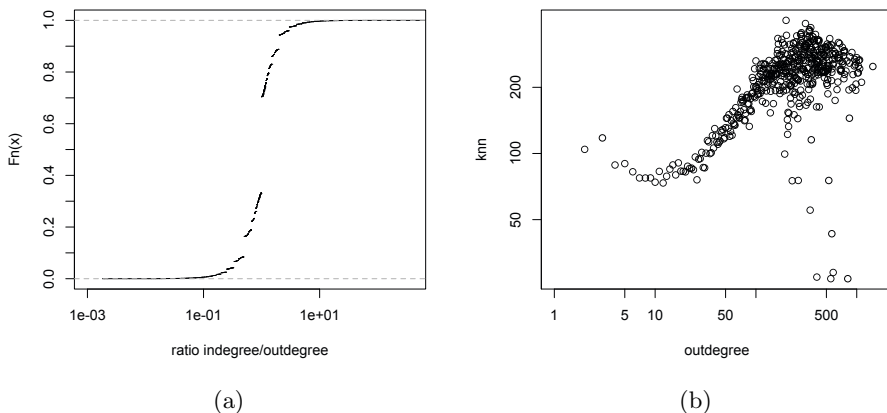 Fn(x)
1.0
0.8
0.6
0.4
0.2
0.0
1e-03 1e-01 1e+01
ratio indegree/outdegree
(a)
knn
200
100
50
1 5 10 50 500
outdegree
(b)